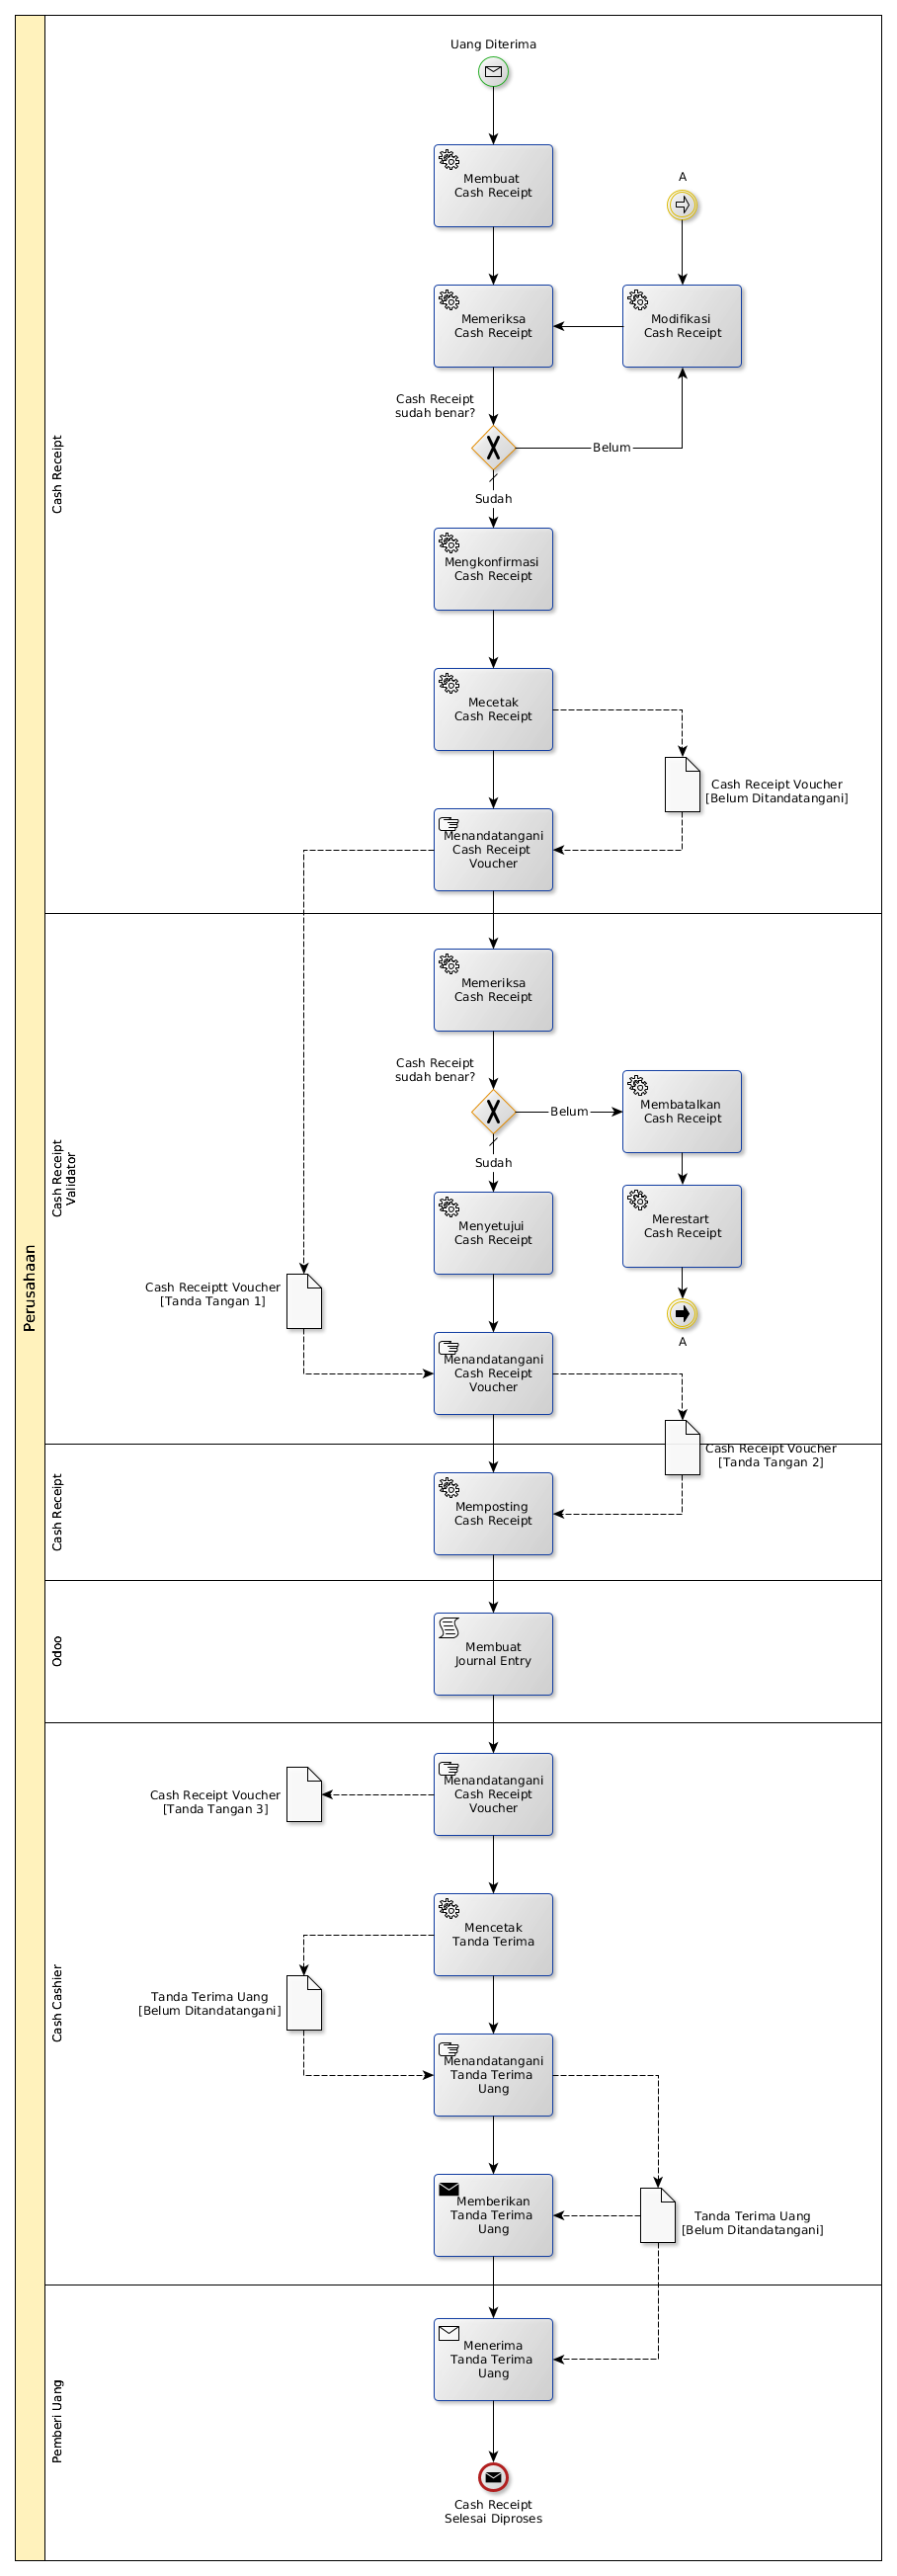 Uang Diterima
Membuat
Cash Receipt
A
Memeriksa
Cash Receipt
Modifikasi
Cash Receipt
Cash Receipt
sudah benar?
Belum
Sudah
Cash Receipt
Mengkonfirmasi
Cash Receipt
Mecetak
Cash Receipt
Cash Receipt Voucher
[Belum Ditandatangani]
Menandatangani
Cash Receipt
Voucher
Perusahaan
Cash Receipt
Validator
Memeriksa
Cash Receipt
Cash Receipt
sudah benar?
Belum
Membatalkan
Cash Receipt
Sudah
Menyetujui
Cash Receipt
Merestart
Cash Receipt
Cash Receiptt Voucher
[Tanda Tangan 1]
A
Menandatangani
Cash Receipt
Voucher
Cash Receipt Voucher
[Tanda Tangan 2]
Cash Receipt
Memposting
Cash Receipt
Odoo
Membuat
Journal Entry
Menandatangani
Cash Receipt
Voucher
Cash Receipt Voucher
[Tanda Tangan 3]
Cash Cashier
Mencetak
Tanda Terima
Tanda Terima Uang
[Belum Ditandatangani]
Menandatangani
Tanda Terima
Uang
Memberikan
Tanda Terima
Uang
Tanda Terima Uang
[Belum Ditandatangani]
Pemberi Uang
Menerima
Tanda Terima
Uang
Cash Receipt
Selesai Diproses